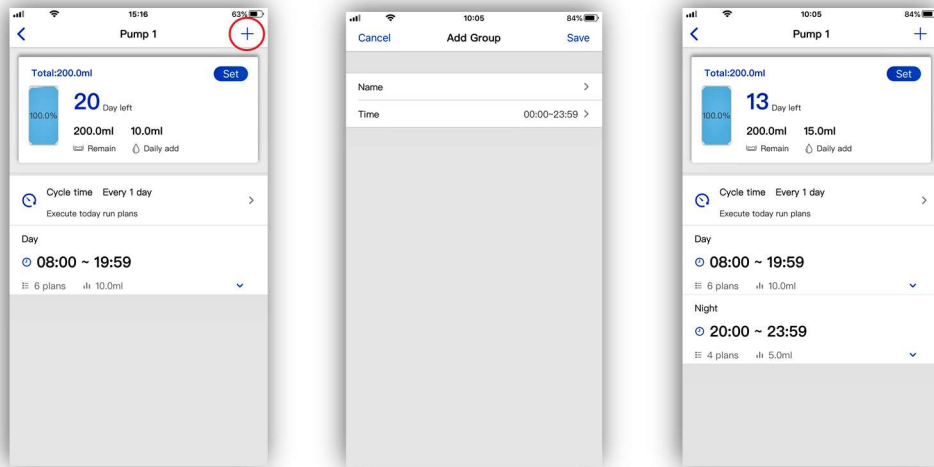 15:16
63%
Pump 1
Total:200.0ml
Set
100.0%
20 Day left
200.0ml 10.0ml
Remain Daily add
Cycle time Every 1 day
Execute today run plans
Day
08:00 ~ 19:59
6 plans 10.0ml
10:05
84%
Cancel Add Group Save
Name
Time 00:00~23:59
10:05
84%
Pump 1
Total:200.0ml
Set
100.0%
13 Day left
200.0ml 15.0ml
Remain Daily add
Cycle time Every 1 day
Execute today run plans
Day
08:00 ~ 19:59
6 plans 10.0ml
Night
20:00 ~ 23:59
4 plans 5.0ml